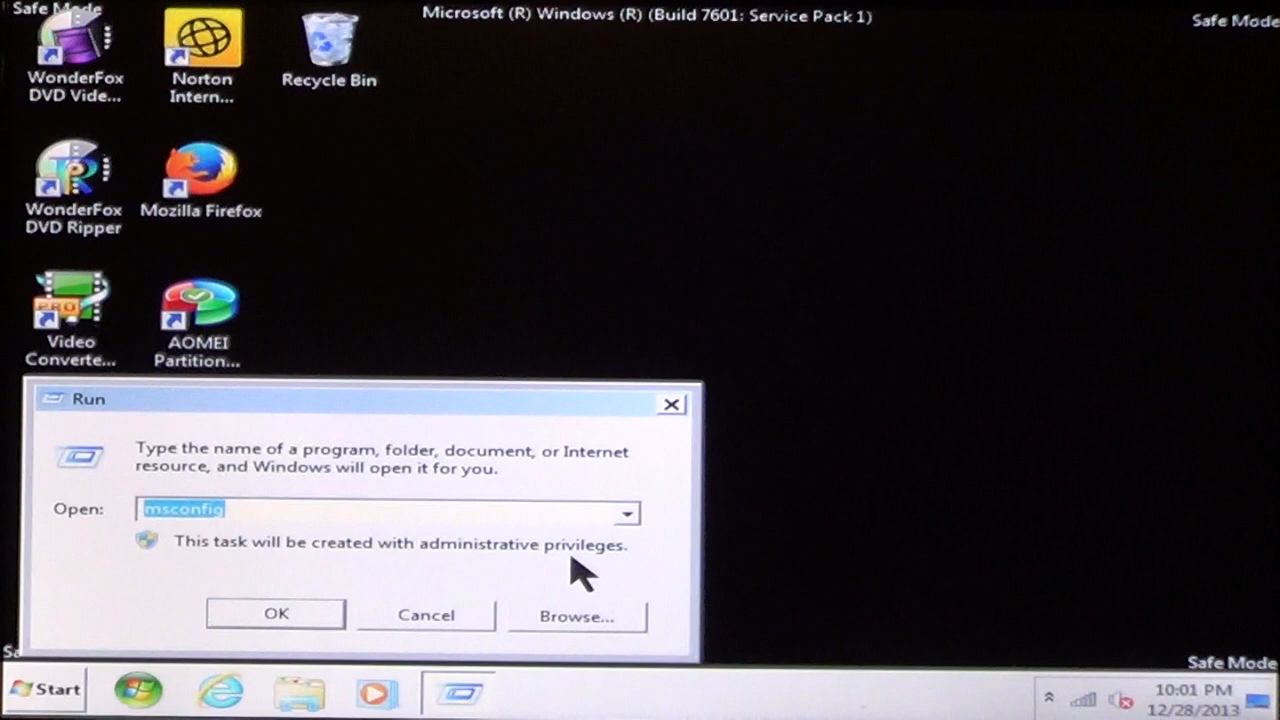 Safe Mode
Microsoft (R) Windows (R) (Build 7601: Service Pack 1)
Safe Mode
WonderFox
DVD Vide...
Norton
Intern...
Recycle Bin
WonderFox
DVD Ripper
Mozilla Firefox
PRO
Video
Converte...
AOMEI
Partition...
Run
Type the name of a program, folder, document, or Internet
resource, and Windows will open it for you.
Open:
msconfig
This task will be created with administrative privileges.
OK
Cancel
Browse...
Sa
Safe Mode
Start
10:01 PM
12/28/2013